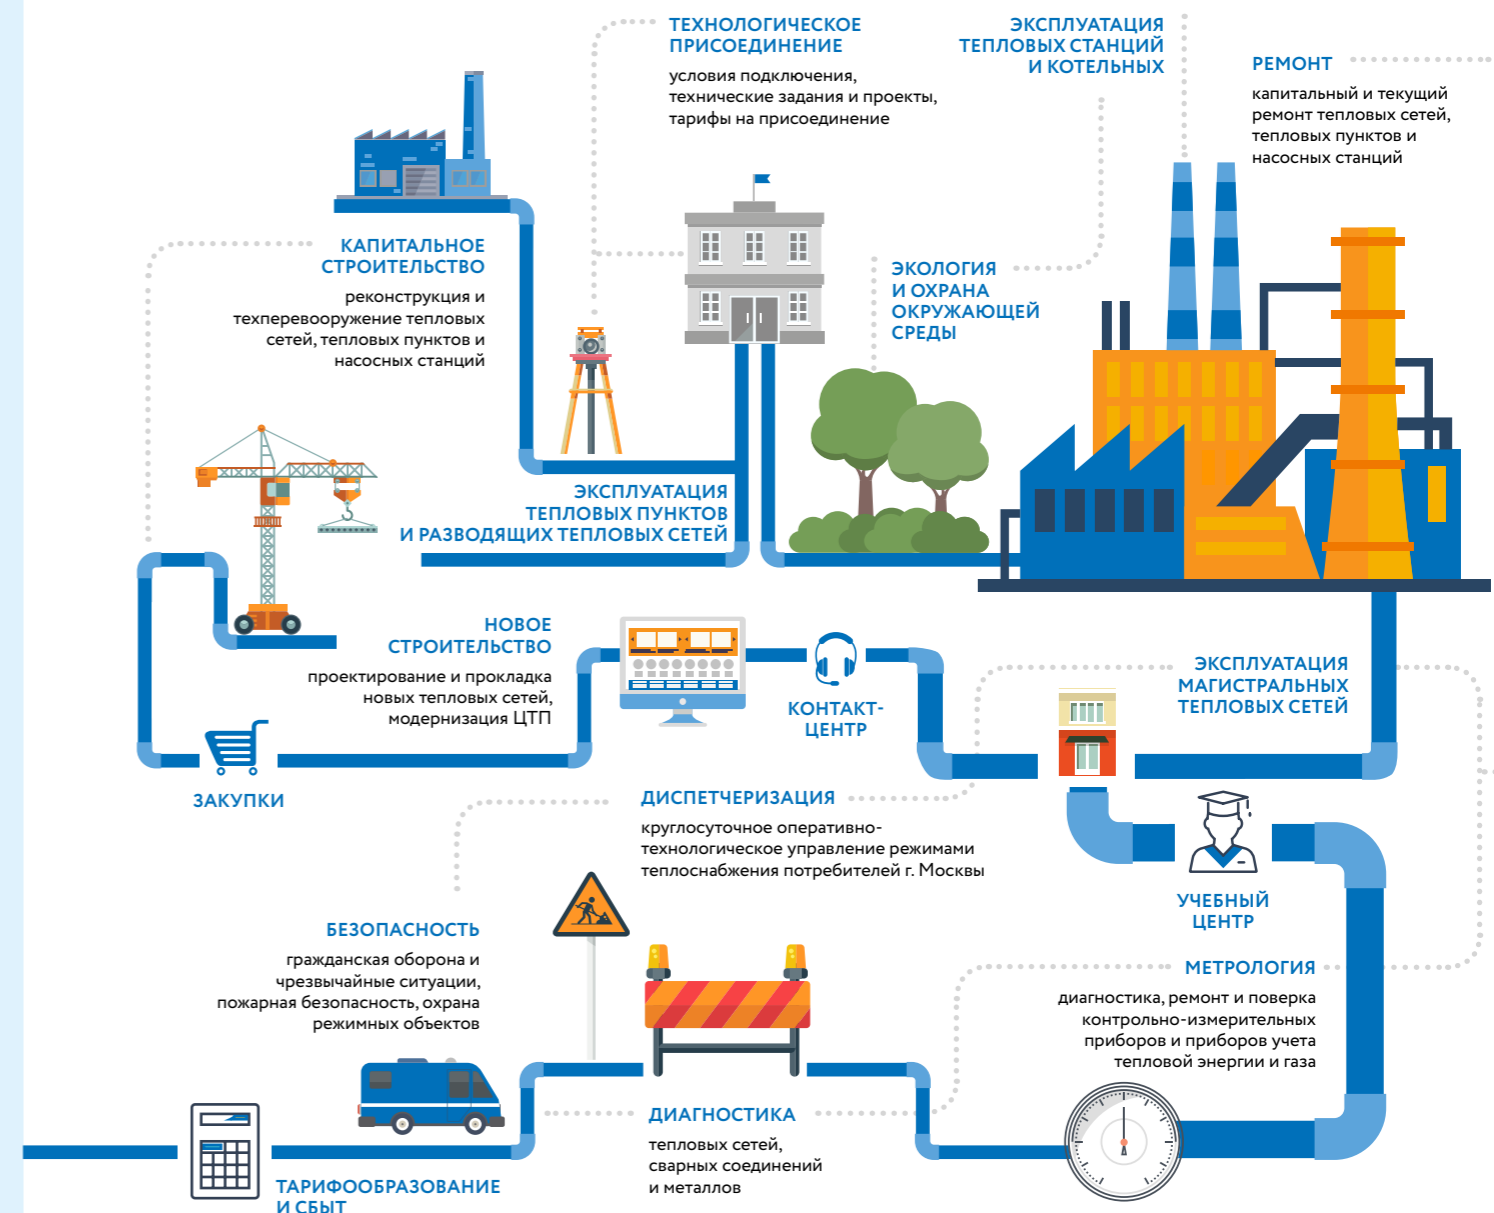 ТЕХНОЛОГИЧЕСКОЕ
ПРИСОЕДИНЕНИЕ
условия подключения,
технические задания и проекты,
тарифы на присоединение
ЭКСПЛУАТАЦИЯ
ТЕПЛОВЫХ СТАНЦИЙ
И КОТЕЛЬНЫХ
РЕМОНТ
капитальный и текущий
ремонт тепловых сетей,
тепловых пунктов и
насосных станций
КАПИТАЛЬНОЕ
СТРОИТЕЛЬСТВО
реконструкция и
техперевооружение тепловых
сетей, тепловых пунктов и
насосных станций
ЭКОЛОГИЯ
И ОХРАНА
ОКРУЖАЮЩЕЙ
СРЕДЫ
ЭКСПЛУАТАЦИЯ
ТЕПЛОВЫХ ПУНКТОВ
И РАЗВОДЯЩИХ ТЕПЛОВЫХ СЕТЕЙ
НОВОЕ
СТРОИТЕЛЬСТВО
проектирование и прокладка
новых тепловых сетей,
модернизация ЦТП
КОНТАКТ-
ЦЕНТР
ЭКСПЛУАТАЦИЯ
МАГИСТРАЛЬНЫХ
ТЕПЛОВЫХ СЕТЕЙ
ЗАКУПКИ
ДИСПЕТЧЕРИЗАЦИЯ
круглосуточное оперативно-
технологическое управление режимами
теплоснабжения потребителей г. Москвы
УЧЕБНЫЙ
ЦЕНТР
БЕЗОПАСНОСТЬ
гражданская оборона и
чрезвычайные ситуации,
пожарная безопасность, охрана
режимных объектов
МЕТРОЛОГИЯ
диагностика, ремонт и поверка
контрольно-измерительных
приборов и приборов учета
тепловой энергии и газа
ДИАГНОСТИКА
тепловых сетей,
сварных соединений
и металлов
ТАРИФООБРАЗОВАНИЕ
И СБЫТ